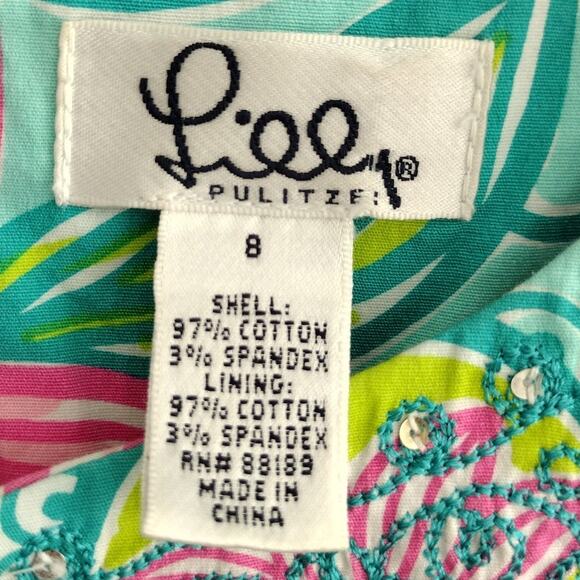 Lilly®
PULITZER
8
SHELL:
97% COTTON
3% SPANDEX
LINING:
97% COTTON
3% SPANDEX
RN# 88189
MADE IN
CHINA